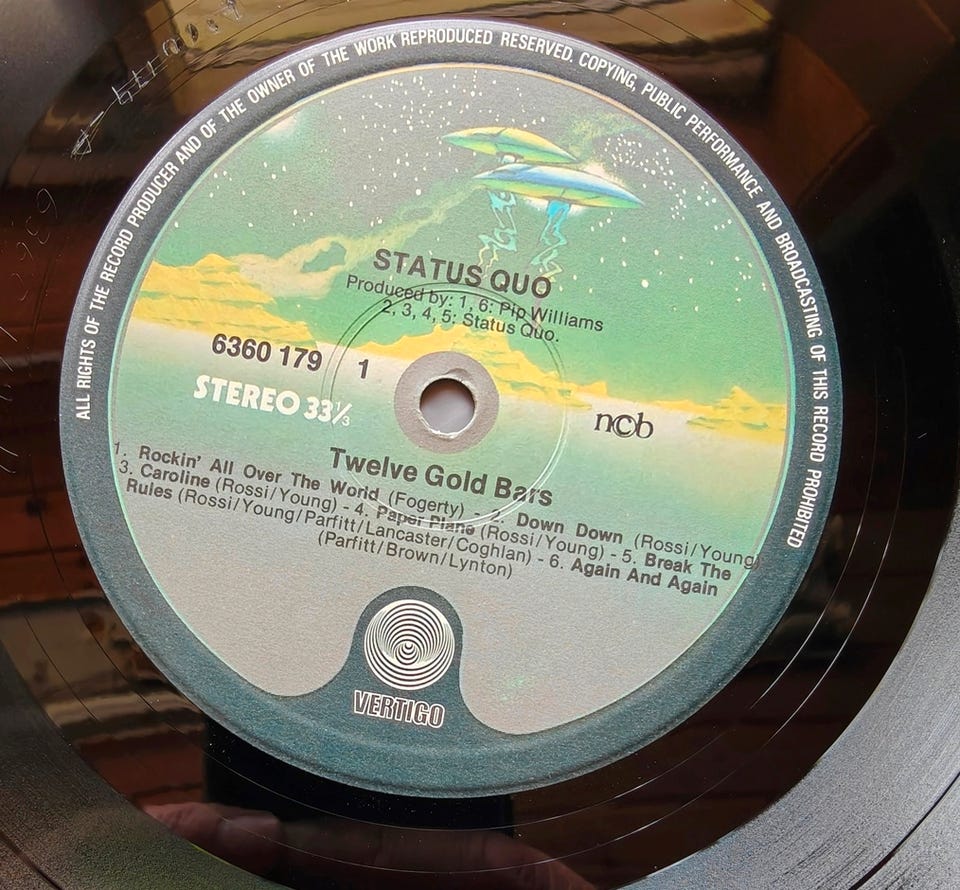 ALL RIGHTS OF THE RECORD PRODUCER AND OF THE OWNER OF THE WORK REPRODUCED RESERVED. COPYING, PUBLIC PERFORMANCE AND BROADCASTING OF THIS RECORD PROHIBITED
STATUS QUO
Produced by: 1, 6: Pip Williams
2, 3, 4, 5: Status Quo.
6360 179 1
STEREO 33⅓
ncb
Twelve Gold Bars
1. Rockin' All Over The World (Fogerty) - 2. Down Down (Rossi/Young)
3. Caroline (Rossi/Young) - 4. Paper Plane (Rossi/Young) - 5. Break The
Rules (Rossi/Young/Parfitt/Lancaster/Coghlan) - 6. Again And Again
(Parfitt/Brown/Lynton)
VERTIGO